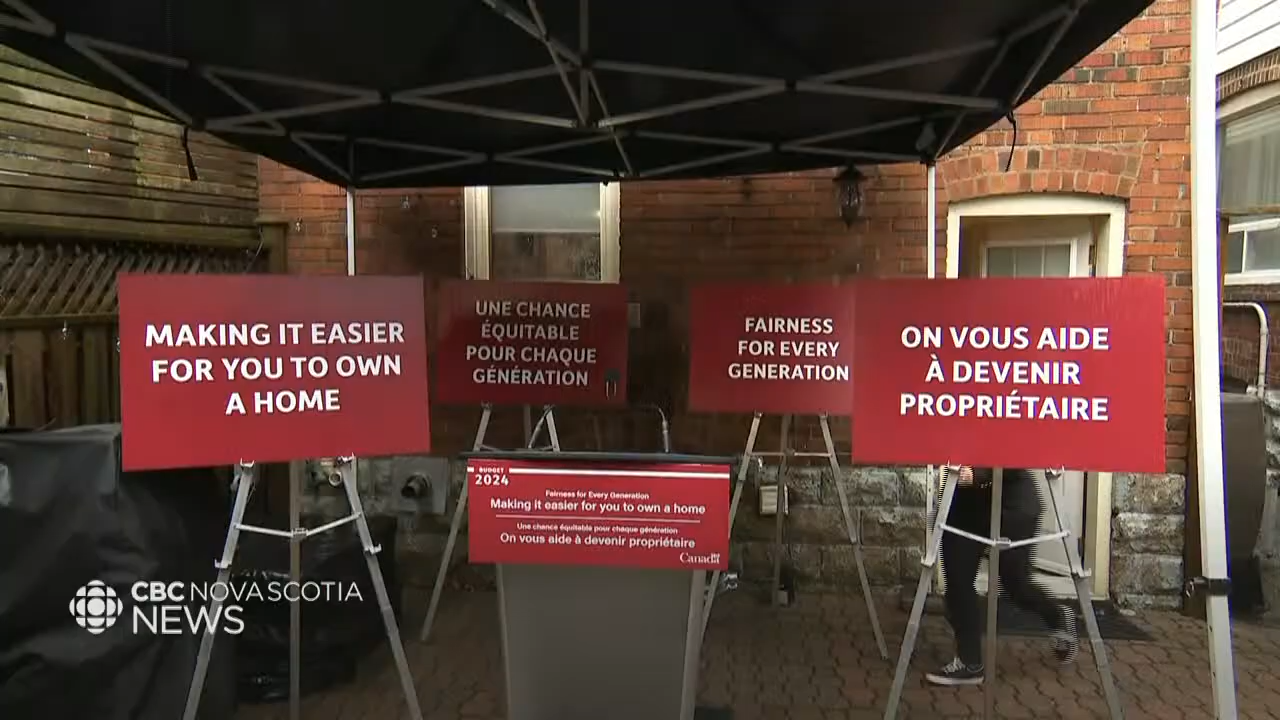 MAKING IT EASIER
FOR YOU TO OWN
A HOME
UNE CHANCE
ÉQUITABLE
POUR CHAQUE
GÉNÉRATION
FAIRNESS
FOR EVERY
GENERATION
ON VOUS AIDE
À DEVENIR
PROPRIÉTAIRE
BUDGET
2024
Fairness for Every Generation
Making it easier for you to own a home
Une chance équitable pour chaque génération
On vous aide à devenir propriétaire
Canada
CBC NOVA SCOTIA
NEWS